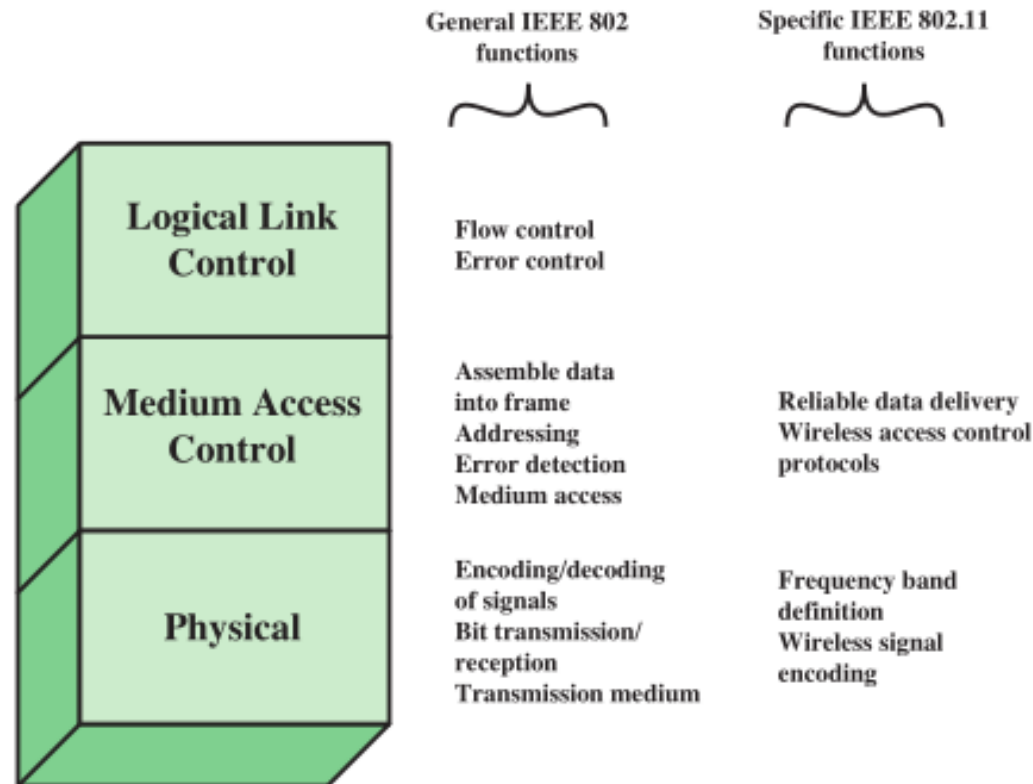 General IEEE 802
functions
Specific IEEE 802.11
functions
Logical Link
Control
Flow control
Error control
Medium Access
Control
Assemble data
into frame
Addressing
Error detection
Medium access
Reliable data delivery
Wireless access control
protocols
Physical
Encoding/decoding
of signals
Bit transmission/
reception
Transmission medium
Frequency band
definition
Wireless signal
encoding